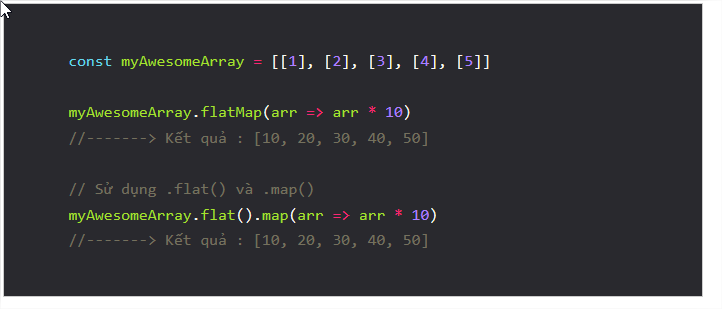 const myAwesomeArray = [[1], [2], [3], [4], [5]]
myAwesomeArray.flatMap(arr => arr * 10)
//-------> Kết quả : [10, 20, 30, 40, 50]
// Sử dụng .flat() và .map()
myAwesomeArray.flat().map(arr => arr * 10)
//-------> Kết quả : [10, 20, 30, 40, 50]